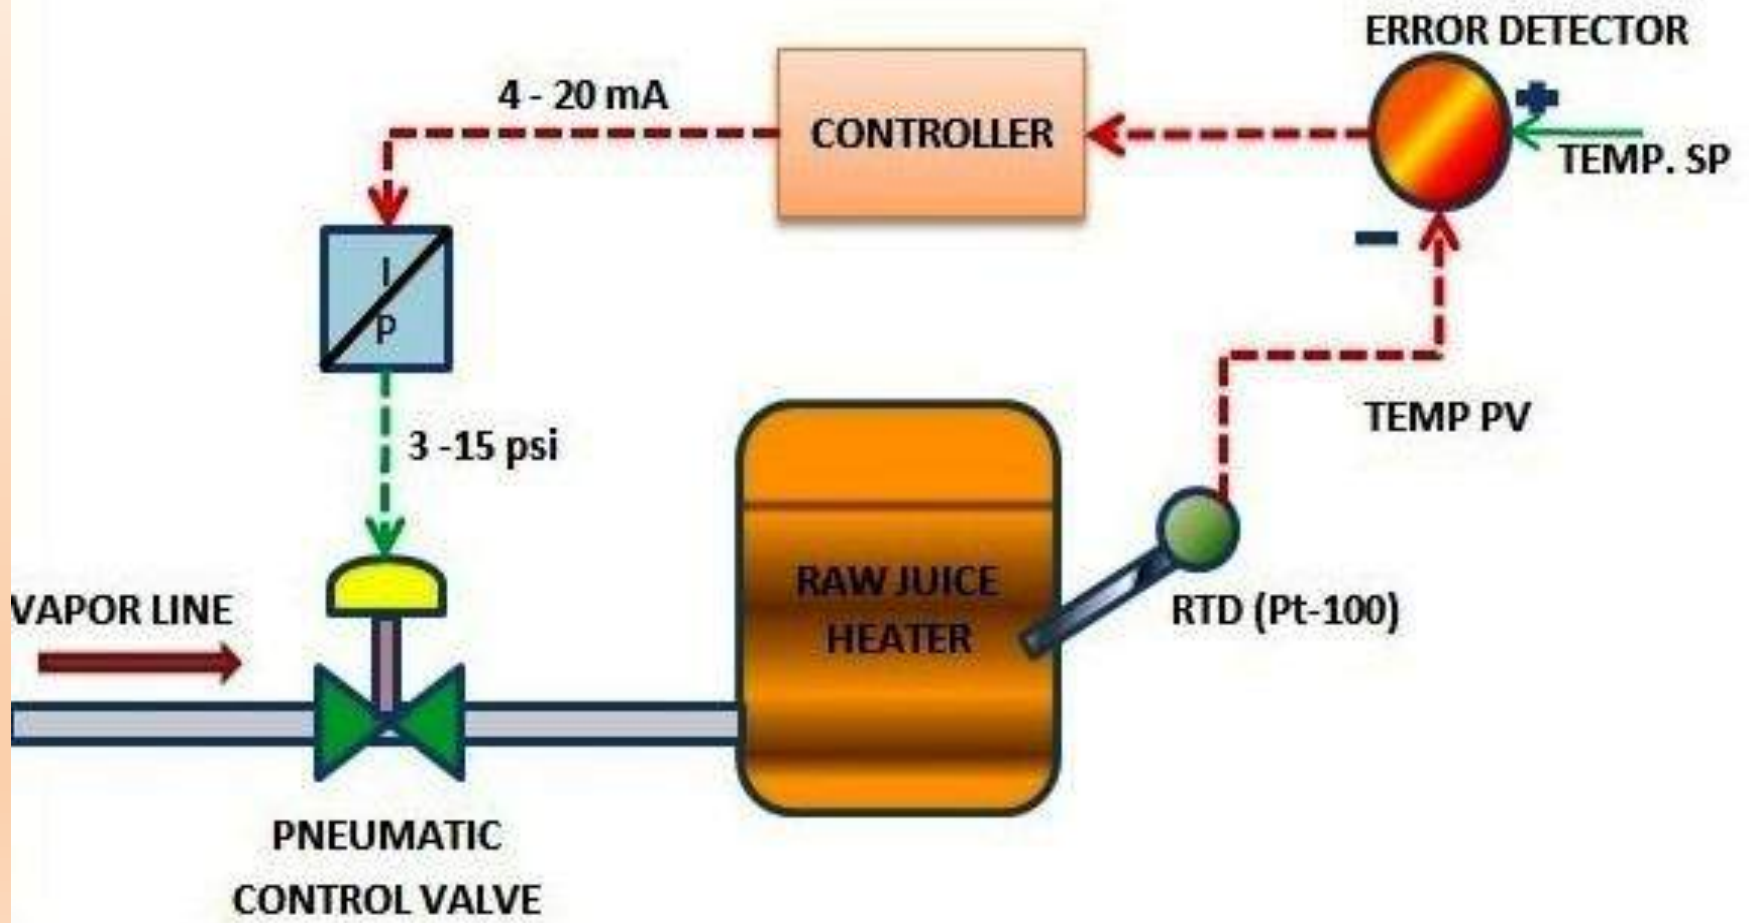 ERROR DETECTOR
4 - 20 mA
CONTROLLER
+
TEMP. SP
-
I
P
TEMP PV
3 -15 psi
RAW JUICE
HEATER
VAPOR LINE
RTD (Pt-100)
PNEUMATIC
CONTROL VALVE